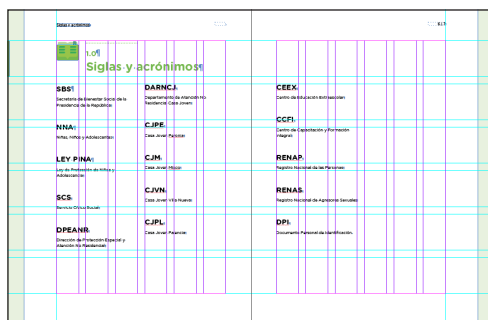 Siglas y acrónimos
1.0
Siglas y acrónimos
SBS
Secretaría de Bienestar Social de la
Presidencia de la República
NNA
Niñas, Niños y Adolescentes
LEY PINA
Ley de Protección de Niñez y
Adolescencia
SCS
Servicio Cívico Social
DPEANR
Dirección de Protección Especial y
Atención No Residencial
DARNCJ
Departamento de Atención No
Residencial Casa Joven
CJPE
Casa Joven
CJM
Casa Joven Mixco
CJVN
Casa Joven Villa Nueva
CJPL
Casa Joven Palencia
CEEX
Centro de Educación Extraescolar
CCFI
Centro de Capacitación y Formación
Integral
RENAP
Registro Nacional de las Personas
RENAS
Registro Nacional de Agresores Sexuales
DPI
Documento Personal de Identificación.